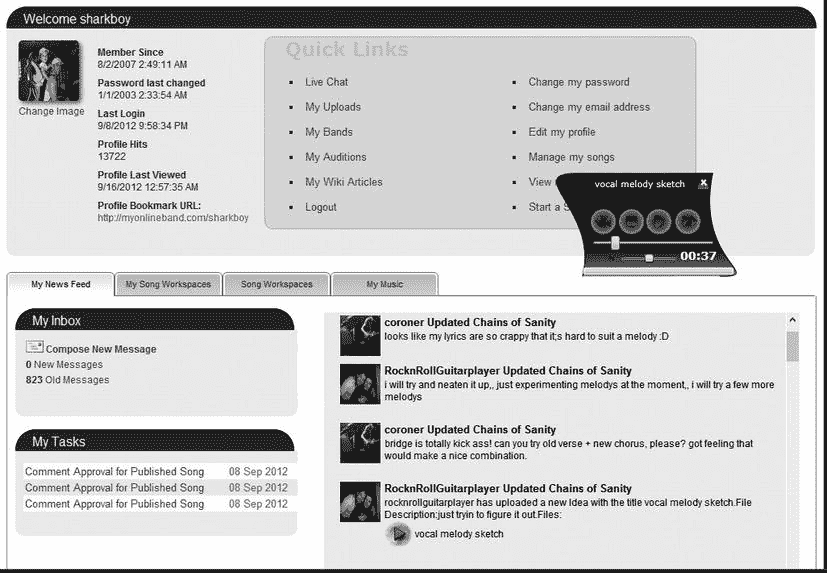 Welcome sharkboy
Member Since
8/2/2007 2:49:11 AM
Password last changed
1/1/2003 2:33:54 AM
Change Image
Last Login
9/8/2012 9:58:34 PM
Profile Hits
13722
Profile Last Viewed
9/16/2012 12:57:35 AM
Profile Bookmark URL:
http://myonlineband.com/sharkboy
Quick Links
Live Chat
My Uploads
My Bands
My Auditions
My Wiki Articles
Logout
Change my password
Change my email address
Edit my profile
Manage my songs
View
Start a S
vocal melody sketch
00:37
My News Feed
My Song Workspaces
Song Workspaces
My Music
My Inbox
Compose New Message
0 New Messages
823 Old Messages
My Tasks
Comment Approval for Published Song 08 Sep 2012
Comment Approval for Published Song 08 Sep 2012
Comment Approval for Published Song 08 Sep 2012
coroner Updated Chains of Sanity
looks like my lyrics are so crappy that it;s hard to suit a melody :D
RocknRollGuitarplayer Updated Chains of Sanity
i will try and neaten it up,, just experimenting melodys at the moment,, i will try a few more
melodys
coroner Updated Chains of Sanity
bridge is totally kick ass! can you try old verse + new chorus, please? got feeling that
would make a nice combination.
RocknRollGuitarplayer Updated Chains of Sanity
rocknrollguitarplayer has uploaded a new Idea with the title vocal melody sketch.File
Description:just tryin to figure it out.Files:
vocal melody sketch